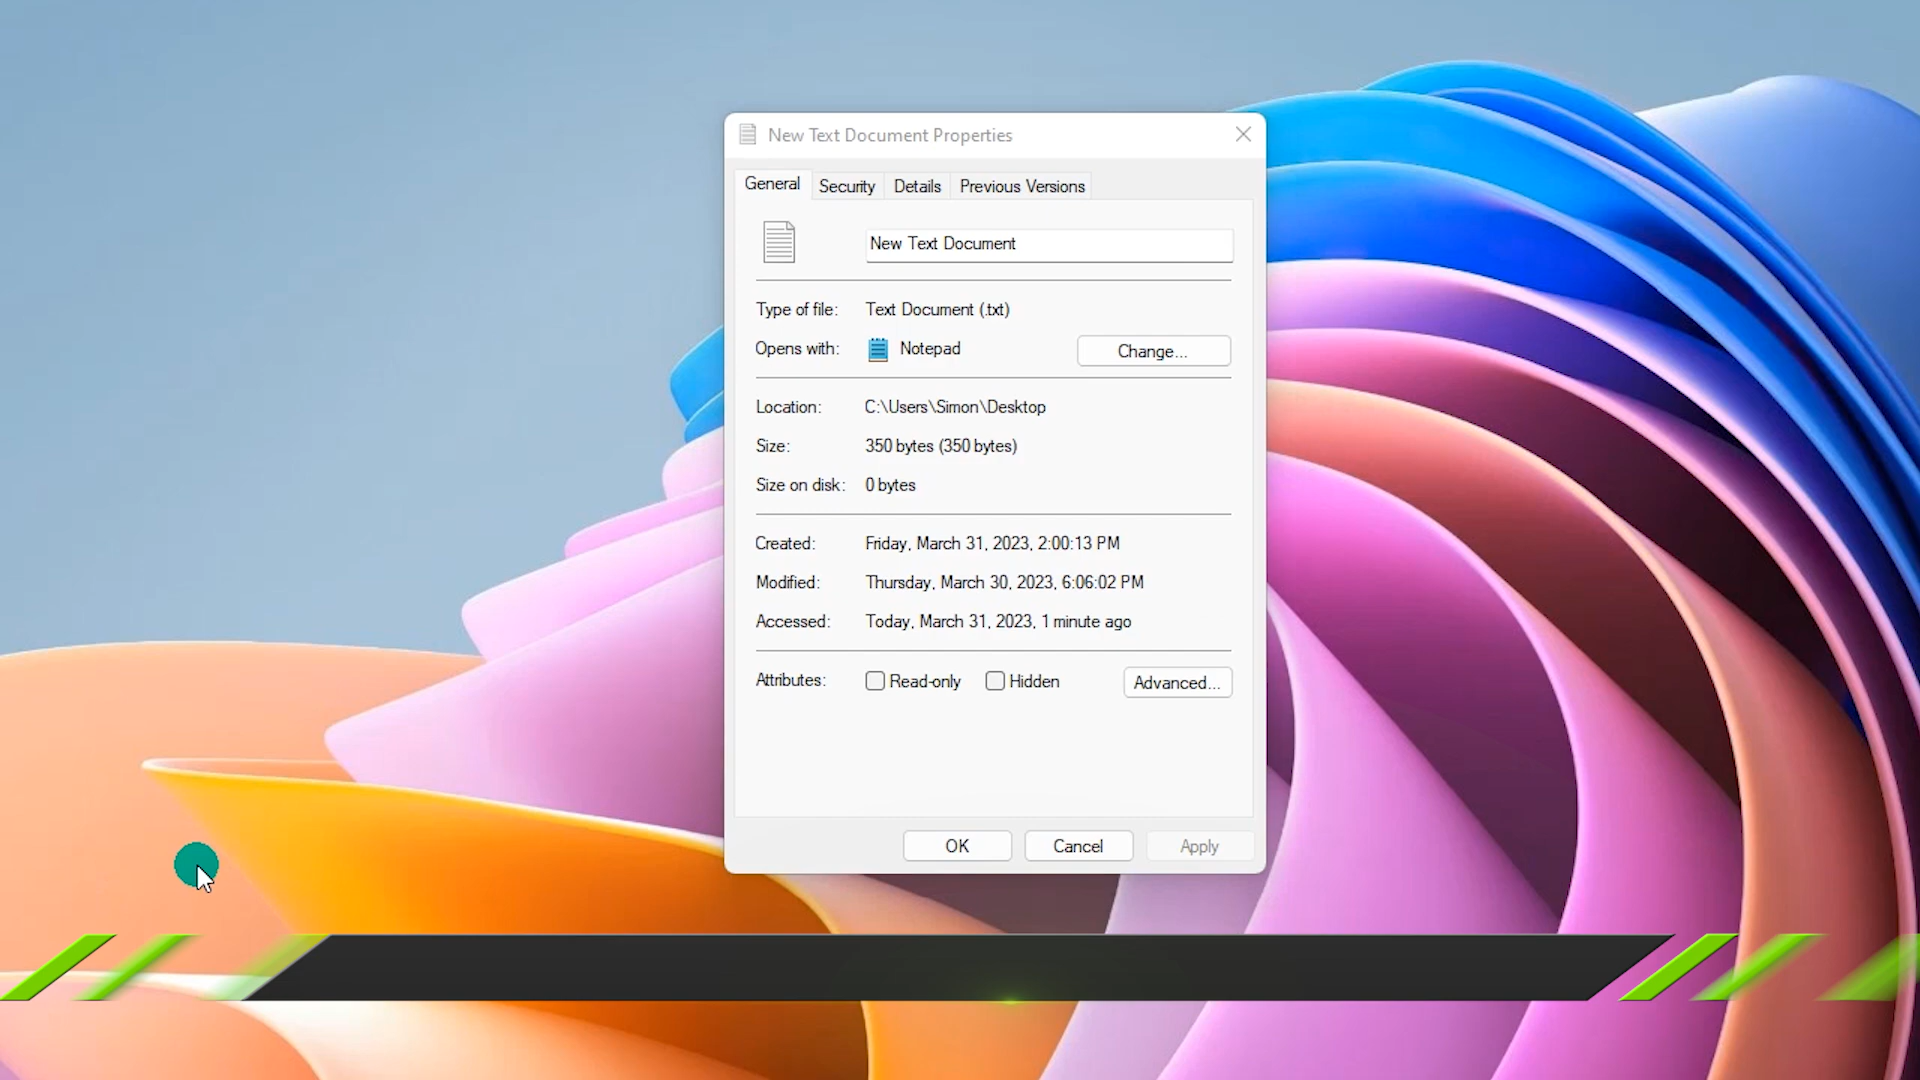 New Text Document Properties
General Security Details Previous Versions
New Text Document
Type of file: Text Document (.txt)
Opens with: Notepad Change...
Location: C:\Users\Simon\Desktop
Size: 350 bytes (350 bytes)
Size on disk: 0 bytes
Created: Friday, March 31, 2023, 2:00:13 PM
Modified: Thursday, March 30, 2023, 6:06:02 PM
Accessed: Today, March 31, 2023, 1 minute ago
Attributes: Read-only Hidden Advanced...
OK Cancel Apply